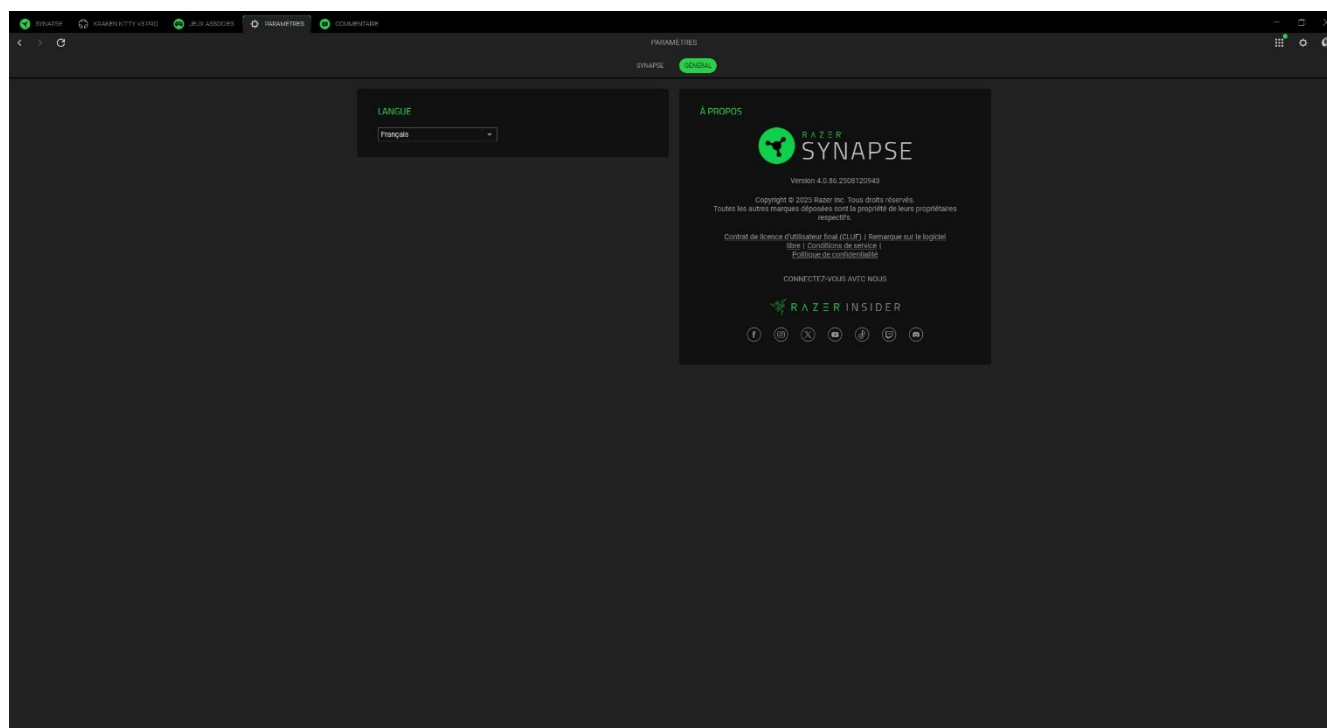 SYNAPSE
KRAKEN KITTY V3 PRO
JEUX ASSOCIÉS
PARAMÈTRES
COMMENTAIRE
PARAMÈTRES
SYNAPSE
GÉNÉRAL
LANGUE
Français
À PROPOS
RAZER
SYNAPSE
Version 4.0.86.2508120943
Copyright © 2025 Razer Inc. Tous droits réservés.
Toutes les autres marques déposées sont la propriété de leurs propriétaires
respectifs.
Contrat de licence d'utilisateur final (CLUF) | Remarque sur le logiciel
libre | Conditions de service |
Politique de confidentialité
CONNECTEZ-VOUS AVEC NOUS
RAZER INSIDER